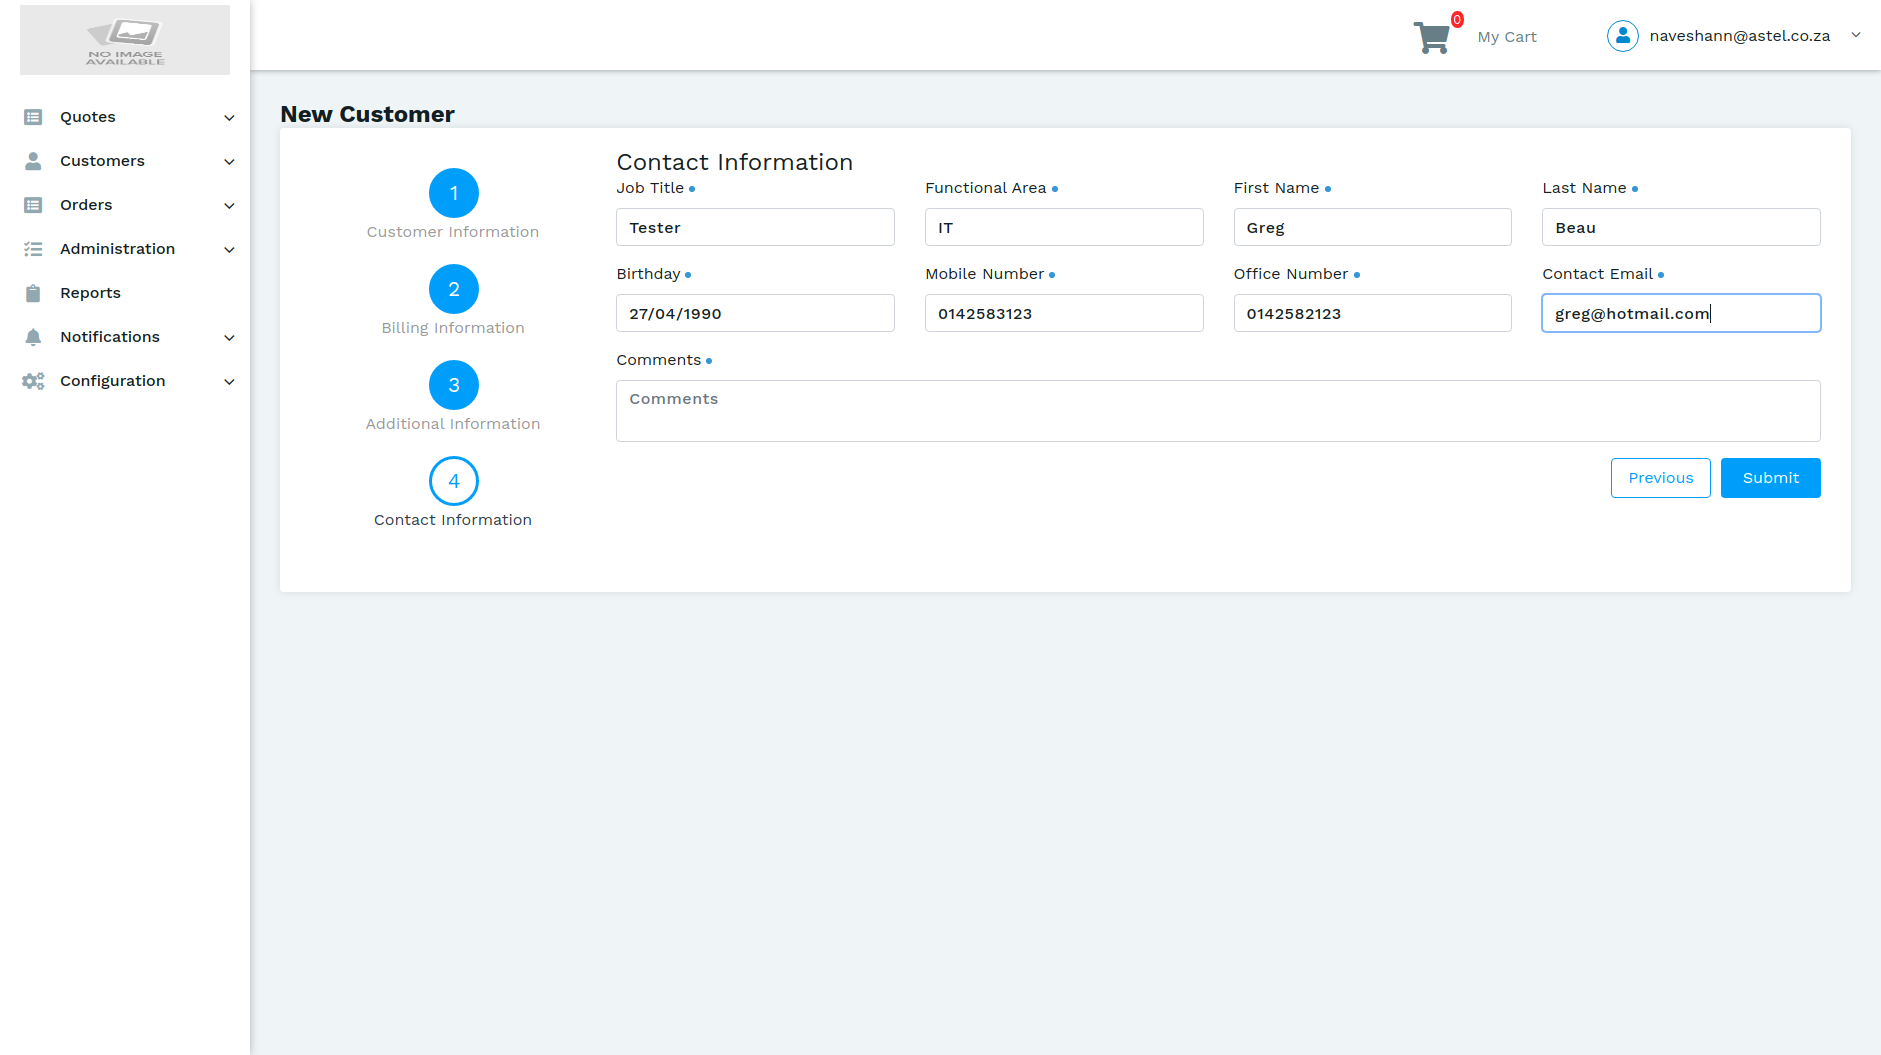 NO IMAGE
AVAILABLE
Quotes
Customers
Orders
Administration
Reports
Notifications
Configuration
0
My Cart
naveshann@astel.co.za
New Customer
1
Customer Information
2
Billing Information
3
Additional Information
4
Contact Information
Contact Information
Job Title Functional Area First Name Last Name
Tester IT Greg Beau
Birthday Mobile Number Office Number Contact Email
27/04/1990 0142583123 0142582123 greg@hotmail.com
Comments
Comments
Previous Submit